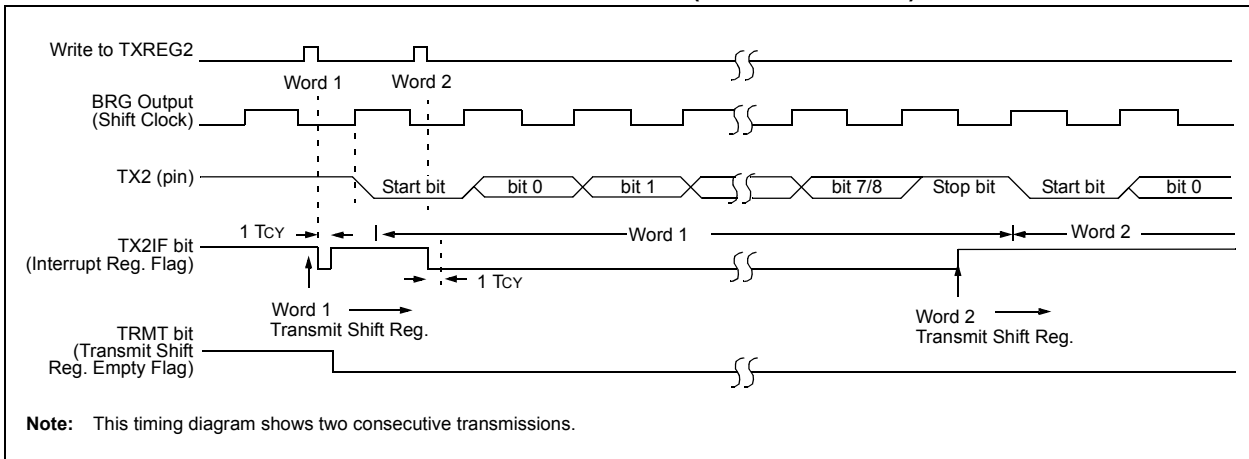 Write to TXREG2
Word 1
Word 2
BRG Output
(Shift Clock)
TX2 (pin)
Start bit
bit 0
bit 1
bit 7/8
Stop bit
Start bit
bit 0
1 TCY
Word 1
Word 2
TX2IF bit
(Interrupt Reg. Flag)
1 TCY
Word 1
Transmit Shift Reg.
Word 2
Transmit Shift Reg.
TRMT bit
(Transmit Shift
Reg. Empty Flag)
Note: This timing diagram shows two consecutive transmissions.